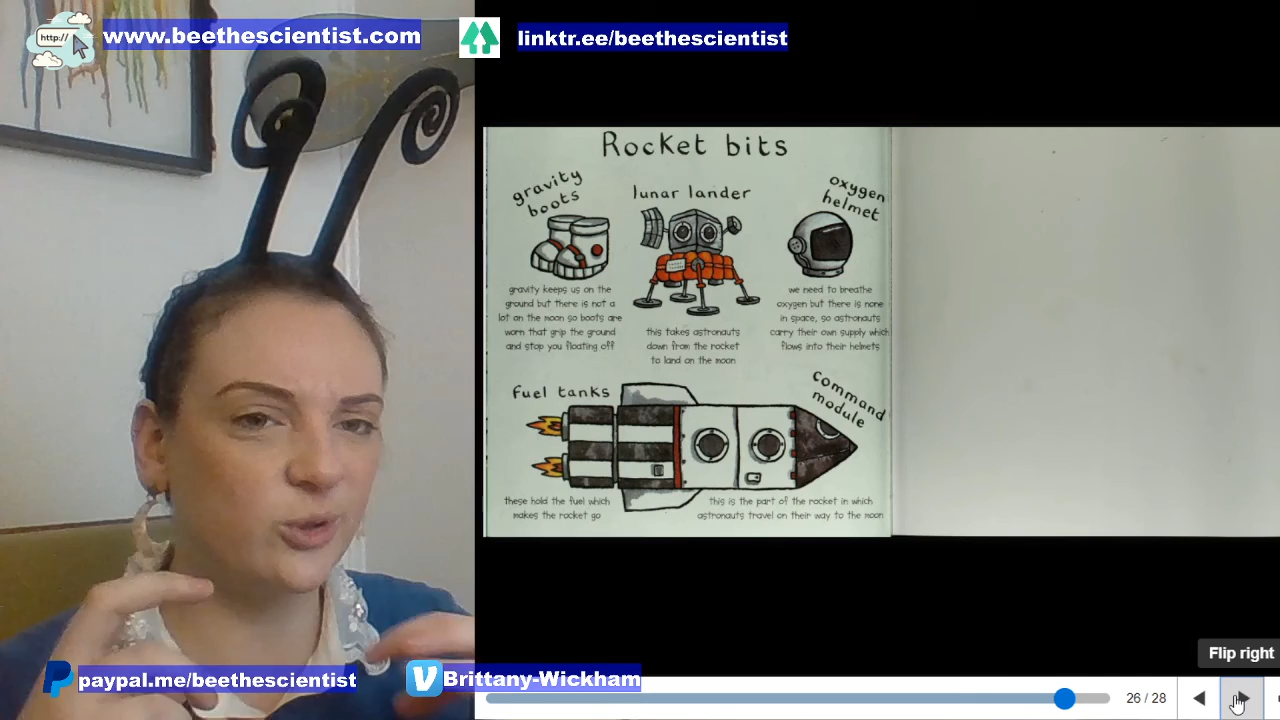 http://
www.beethescientist.com
linktr.ee/beethescientist
Rocket bits
gravity
boots
gravity keeps us on the
ground but there is not a
lot on the moon so boots are
worn that grip the ground
and stop you floating off
lunar lander
this takes astronauts
down from the rocket
to land on the moon
oxygen
helmet
we need to breathe
oxygen but there is none
in space, so astronauts
carry their own supply which
flows into their helmets
fuel tanks
these hold the fuel which
makes the rocket go
command
module
this is the part of the rocket in which
astronauts travel on their way to the moon
Flip right
paypal.me/beethescientist
Brittany-Wickham
26 / 28